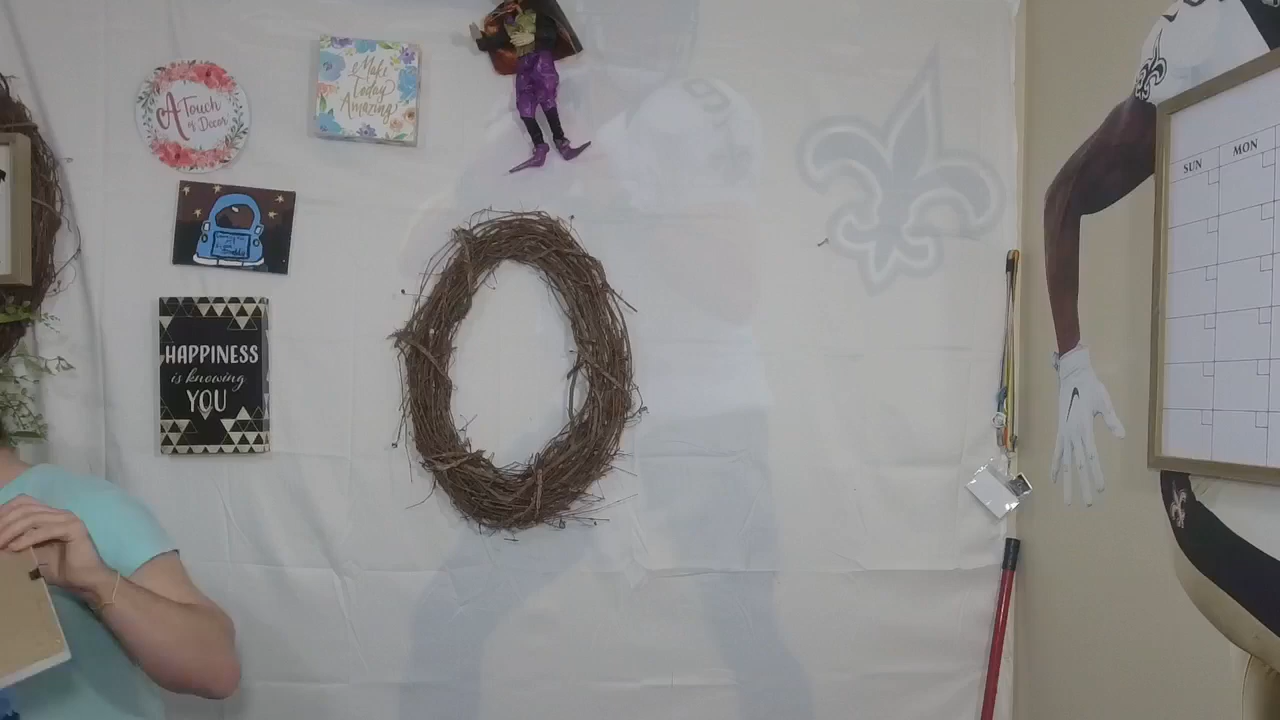 A Touch
of Decor
Make
Today
Amazing
HAPPINESS
is knowing
YOU
SUN
MON